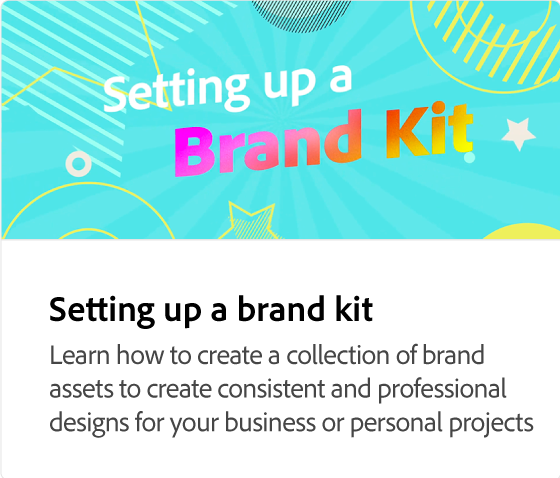 Setting up a
Brand Kit
Setting up a brand kit
Learn how to create a collection of brand
assets to create consistent and professional
designs for your business or personal projects